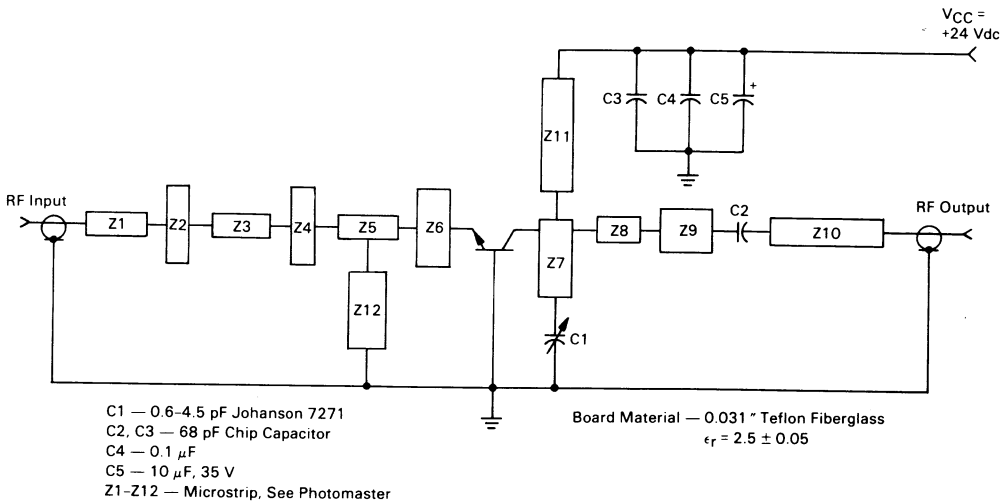 VCC =
+24 Vdc
C3
C4
C5
+
Z11
RF Input
Z1
Z2
Z3
Z4
Z5
Z6
Z7
Z8
Z9
C2
Z10
RF Output
Z12
C1
C1 — 0.6–4.5 pF Johanson 7271
C2, C3 — 68 pF Chip Capacitor
C4 — 0.1 μF
C5 — 10 μF, 35 V
Z1–Z12 — Microstrip, See Photomaster
Board Material — 0.031 ″ Teflon Fiberglass
ϵr = 2.5 ± 0.05